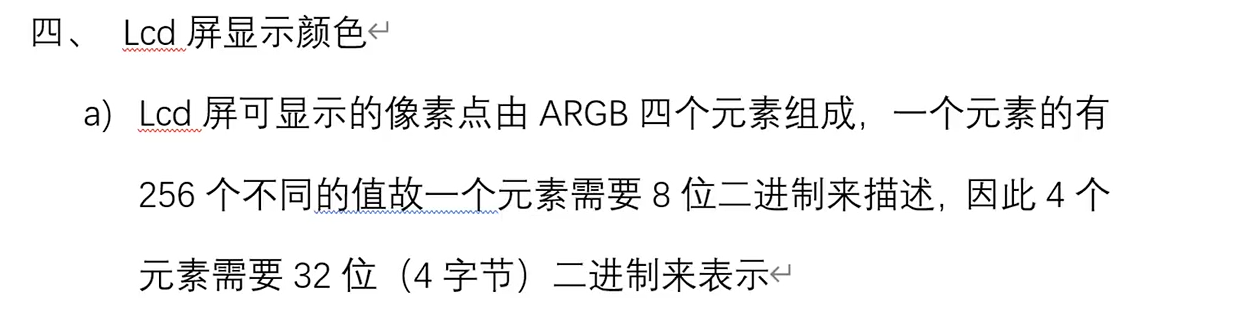 四、 Lcd 屏显示颜色↵
a) Lcd 屏可显示的像素点由 ARGB 四个元素组成，一个元素的有
256 个不同的值故一个元素需要 8 位二进制来描述，因此 4 个
元素需要 32 位（4 字节）二进制来表示↵